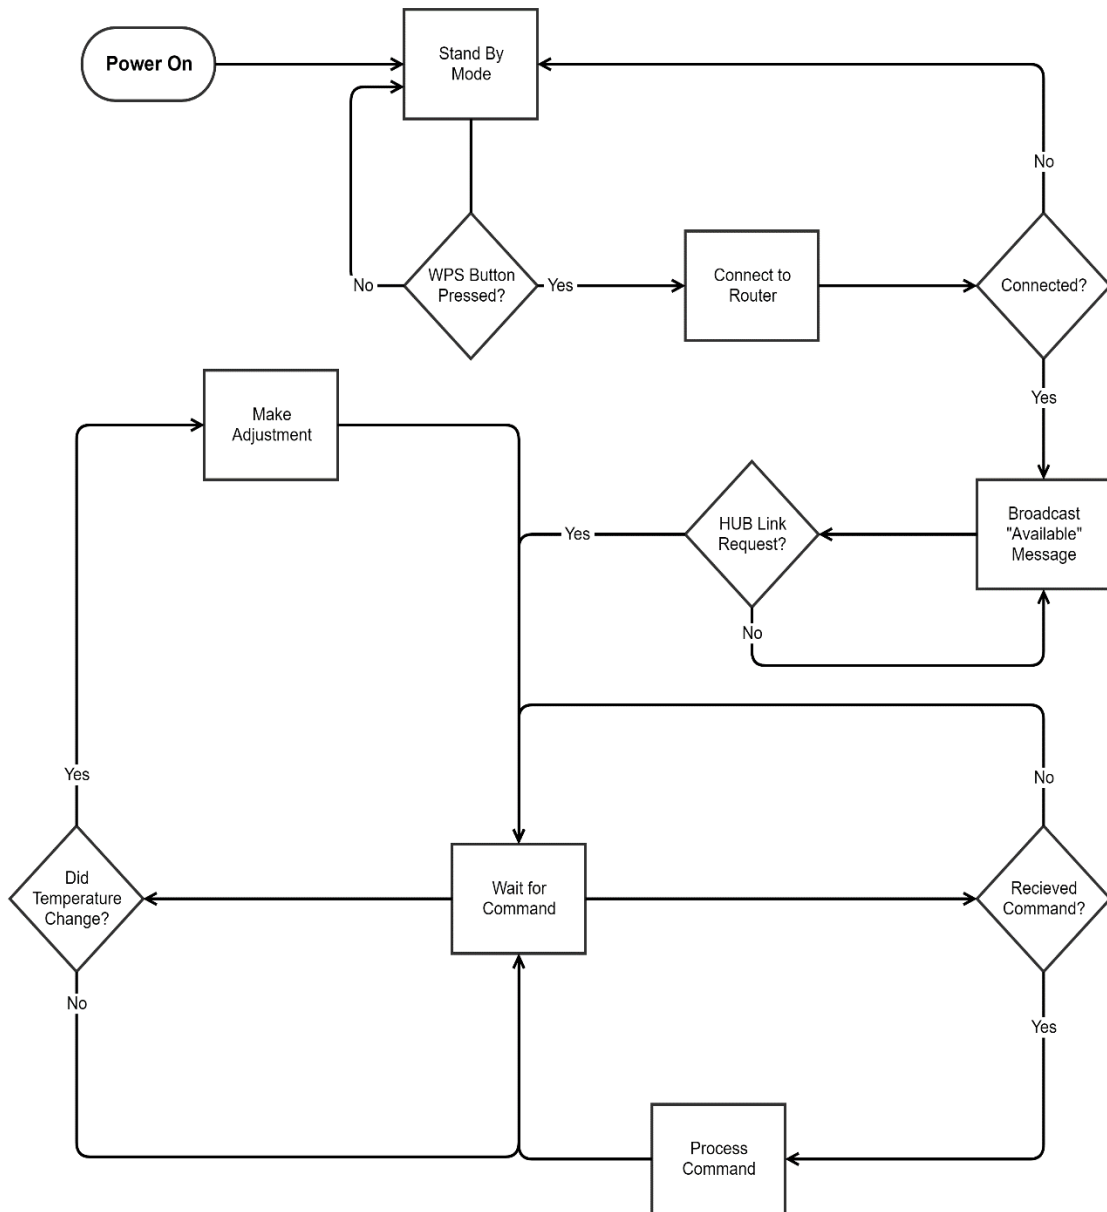 Power On
Stand By
Mode
No
WPS Button
Pressed?
Yes
Connect to
Router
Connected?
No
Yes
Make
Adjustment
Yes
HUB Link
Request?
Broadcast
"Available"
Message
No
Yes
No
Did
Temperature
Change?
Wait for
Command
Recieved
Command?
No
Yes
Process
Command